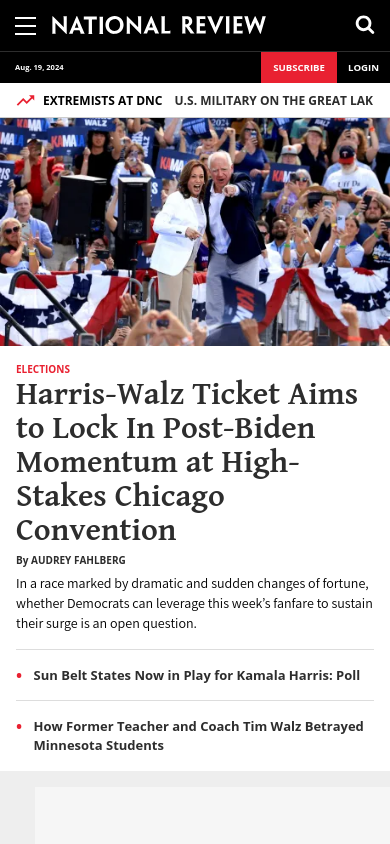 NATIONAL REVIEW
Aug. 19, 2024
SUBSCRIBE
LOGIN
EXTREMISTS AT DNC
U.S. MILITARY ON THE GREAT LAK
WALZ
KAMALA
KAM
Uff Da
ELECTIONS
Harris-Walz Ticket Aims
to Lock In Post-Biden
Momentum at High-
Stakes Chicago
Convention
By AUDREY FAHLBERG
In a race marked by dramatic and sudden changes of fortune,
whether Democrats can leverage this week’s fanfare to sustain
their surge is an open question.
• Sun Belt States Now in Play for Kamala Harris: Poll
• How Former Teacher and Coach Tim Walz Betrayed
Minnesota Students